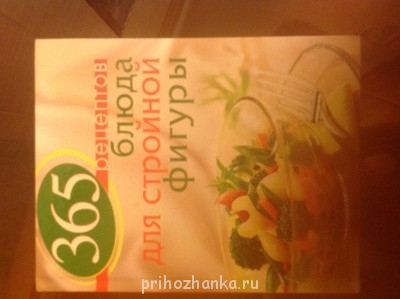 365
рецептов
блюда
для стройной
фигуры
prihozhanka.ru